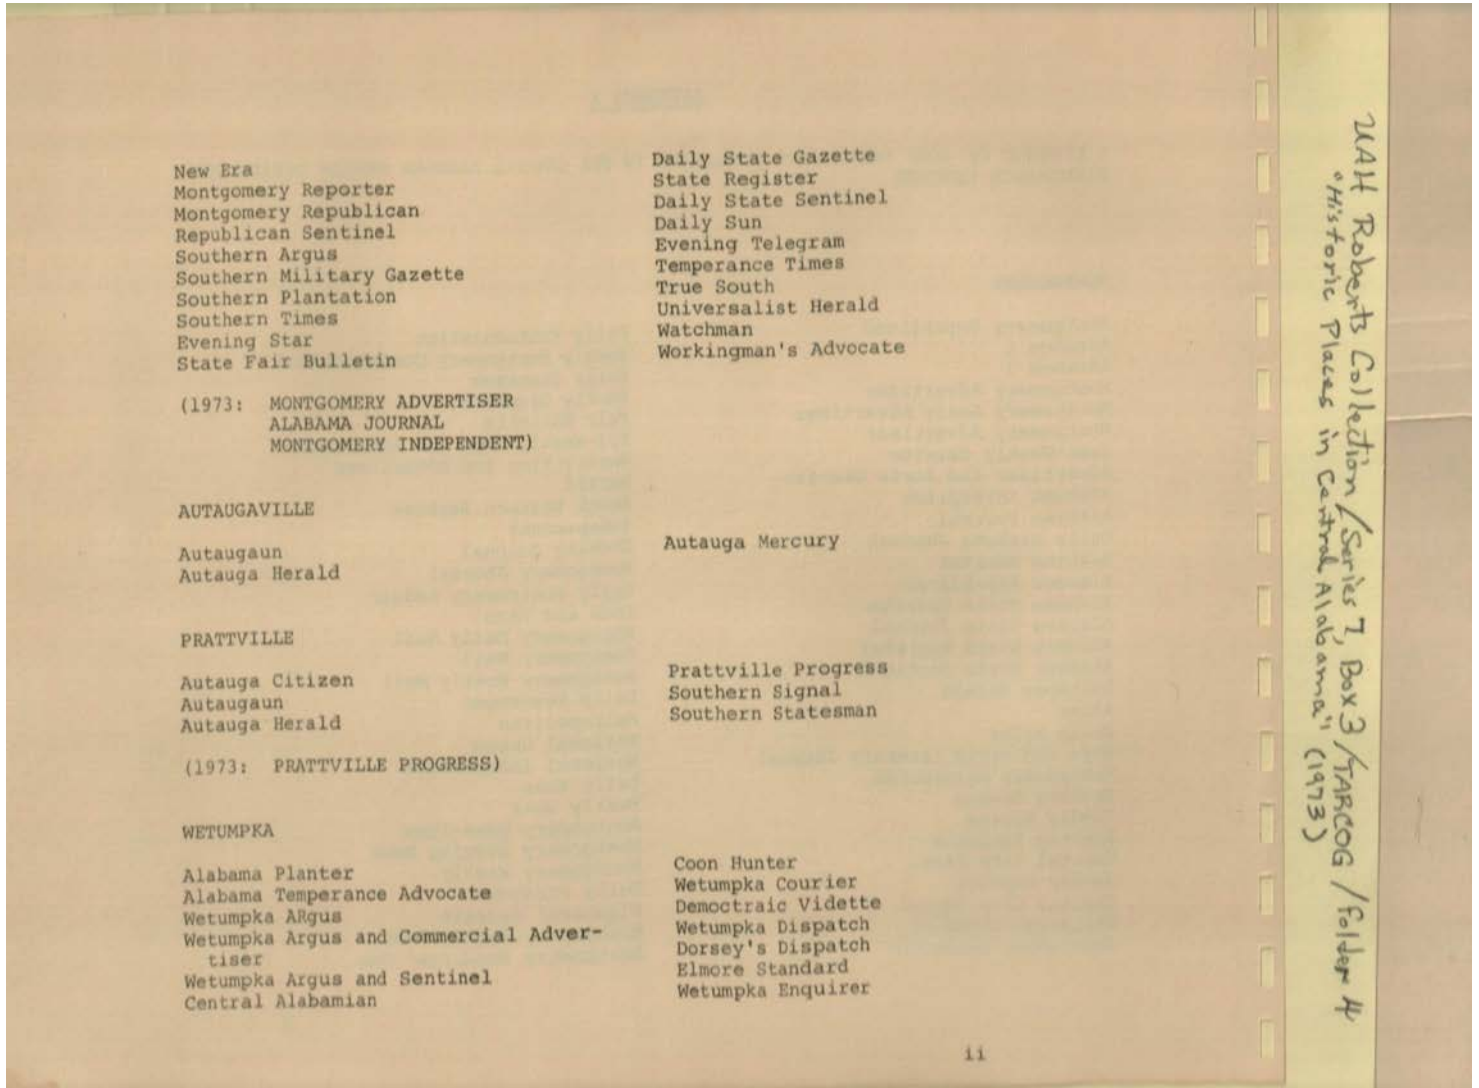 New Era
Montgomery Reporter
Montgomery Republican
Republican Sentinel
Southern Argus
Southern Military Gazette
Southern Plantation
Southern Times
Evening Star
State Fair Bulletin
Daily State Gazette
State Register
Daily State Sentinel
Daily Sun
Evening Telegram
Temperance Times
True South
Universalist Herald
Watchman
Workingman's Advocate
(1973: MONTGOMERY ADVERTISER
ALABAMA JOURNAL
MONTGOMERY INDEPENDENT)
AUTAUGAVILLE
Autaugaun
Autauga Herald
Autauga Mercury
PRATTVILLE
Autauga Citizen
Autaugaun
Autauga Herald
Prattville Progress
Southern Signal
Southern Statesman
(1973: PRATTVILLE PROGRESS)
WETUMPKA
Alabama Planter
Alabama Temperance Advocate
Wetumpka ARgus
Wetumpka Argus and Commercial Adver-
tiser
Wetumpka Argus and Sentinel
Central Alabamian
Coon Hunter
Wetumpka Courier
Democtraic Vidette
Wetumpka Dispatch
Dorsey's Dispatch
Elmore Standard
Wetumpka Enquirer
ii
UAH Roberts Collection/Series 7, Box 3/TARCOG/folder 4
"Historic Places in Central Alabama" (1973)